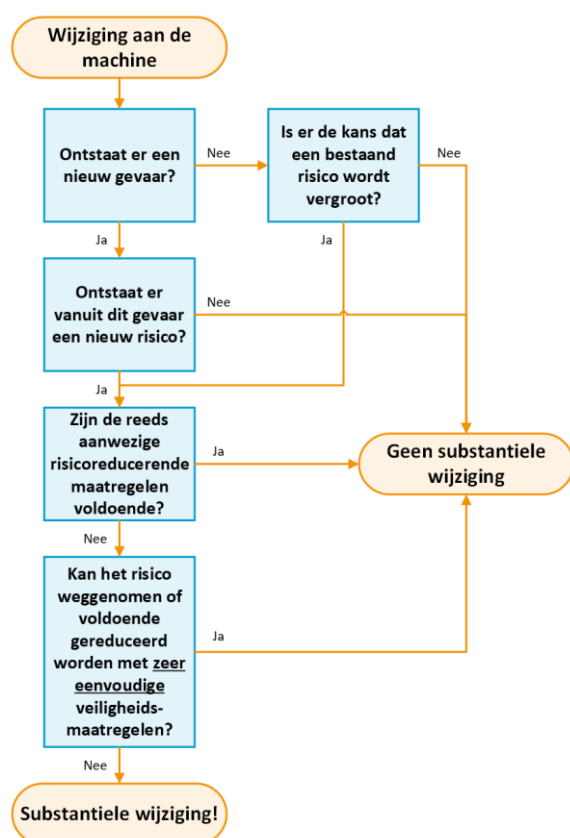 Wijziging aan de
machine
Ontstaat er een
nieuw gevaar?
Nee
Is er de kans dat
een bestaand
risico wordt
vergroot?
Nee
Ja
Ja
Ontstaat er
vanuit dit gevaar
een nieuw risico?
Nee
Ja
Zijn de reeds
aanwezige
risicoreducerende
maatregelen
voldoende?
Ja
Geen substantiele
wijziging
Nee
Kan het risico
weggenomen of
voldoende
gereduceerd
worden met zeer
eenvoudige
veiligheids-
maatregelen?
Ja
Nee
Substantiele wijziging!